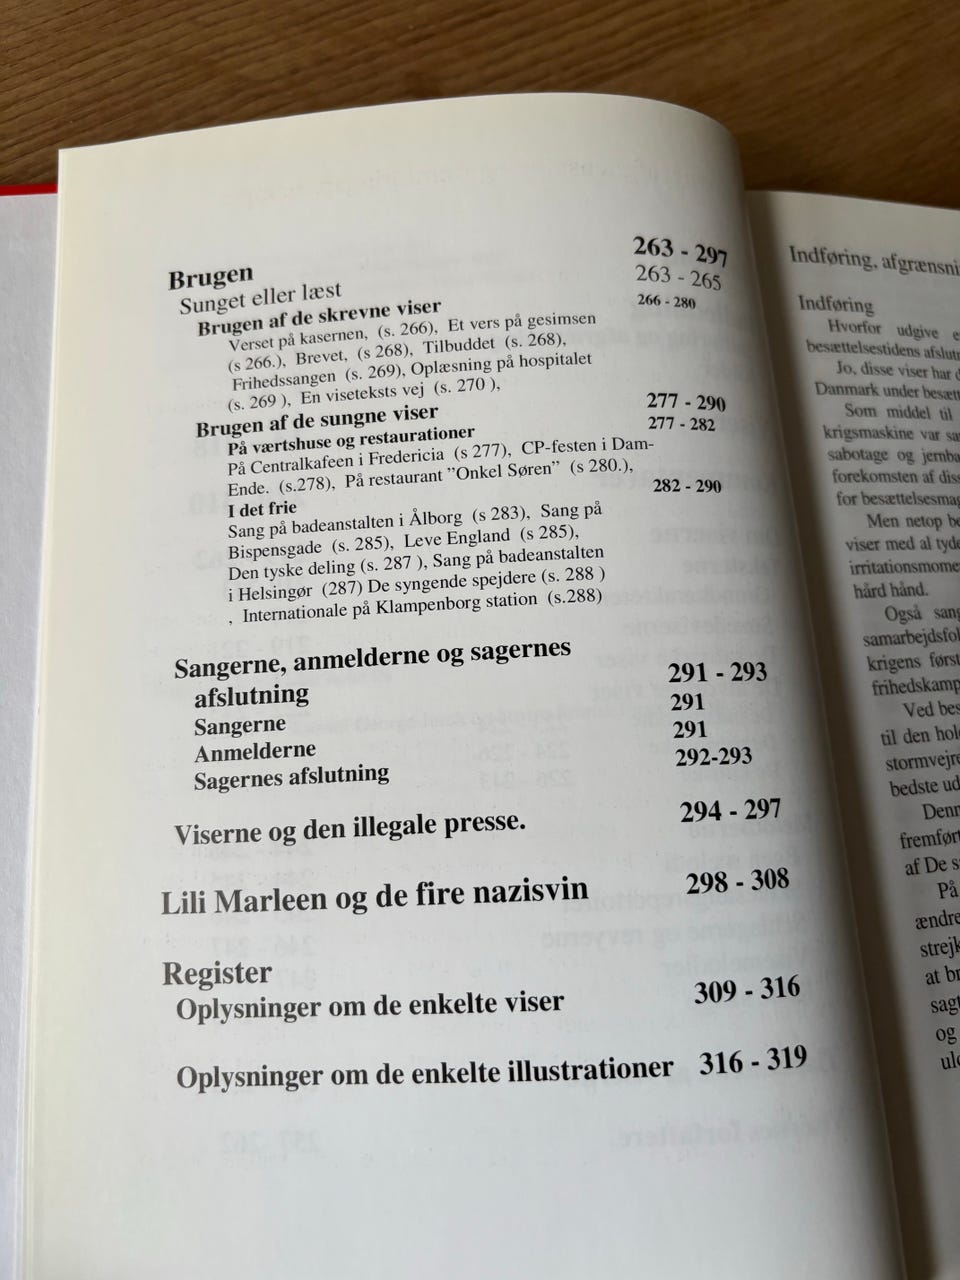 Brugen 263 - 297
Sunget eller læst 263 - 265
Brugen af de skrevne viser 266 - 280
Verset på kasernen, (s. 266), Et vers på gesimsen
(s 266.), Brevet, (s 268), Tilbuddet (s. 268),
Frihedssangen (s. 269), Oplæsning på hospitalet
(s. 269 ), En viseteksts vej (s. 270 ),
Brugen af de sungne viser 277 - 290
På værtshuse og restaurationer 277 - 282
På Centralkafeen i Fredericia (s 277), CP-festen i Dam-
Ende. (s.278), På restaurant ”Onkel Søren” (s 280.),
I det frie 282 - 290
Sang på badeanstalten i Ålborg (s 283), Sang på
Bispensgade (s. 285), Leve England (s 285),
Den tyske deling (s. 287 ), Sang på badeanstalten
i Helsingør (287) De syngende spejdere (s. 288 )
, Internationale på Klampenborg station (s.288)
Sangerne, anmelderne og sagernes
afslutning 291 - 293
Sangerne 291
Anmelderne 291
Sagernes afslutning 292-293
Viserne og den illegale presse. 294 - 297
Lili Marleen og de fire nazisvin 298 - 308
Register
Oplysninger om de enkelte viser 309 - 316
Oplysninger om de enkelte illustrationer 316 - 319
Indføring, afgrænsni
Indføring
Hvorfor udgive e
besættelsestidens afslut
Jo, disse viser har d
Danmark under besætt
Som middel til
krigsmaskine var sa
sabotage og jernba
forekomsten af diss
for besættelsesmag
Men netop be
viser med al tyde
irritationsmome
hård hånd.
Også sang
samarbejdsfol
krigens først
frihedskamp
Ved bes
til den hol
stormvejre
bedste ud
Denn
fremført
af De s
På
ændre
strejk
at br
sagt
og
ulo